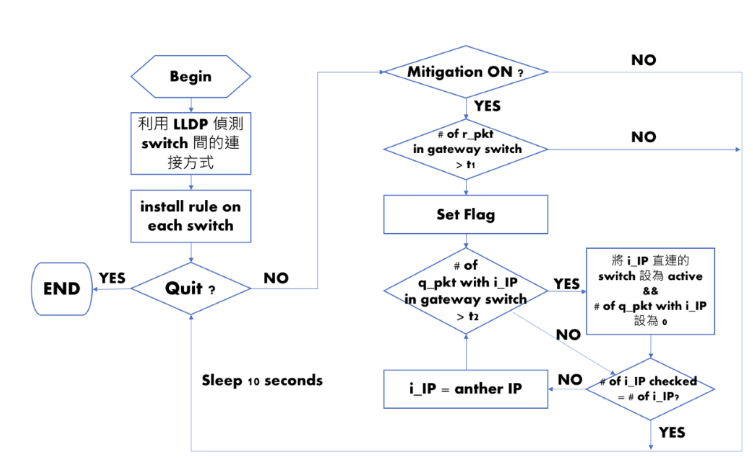 Begin
利用 LLDP 偵測
switch 間的連
接方式
install rule on
each switch
Quit ?
YES
END
NO
Sleep 10 seconds
Mitigation ON ?
NO
YES
# of r_pkt
in gateway switch
> t1
NO
Set Flag
# of
q_pkt with i_IP
in gateway switch
> t2
YES
NO
將 i_IP 直連的
switch 設為 active
&&
# of q_pkt with i_IP
設為 0
# of i_IP checked
= # of i_IP?
NO
i_IP = anther IP
YES